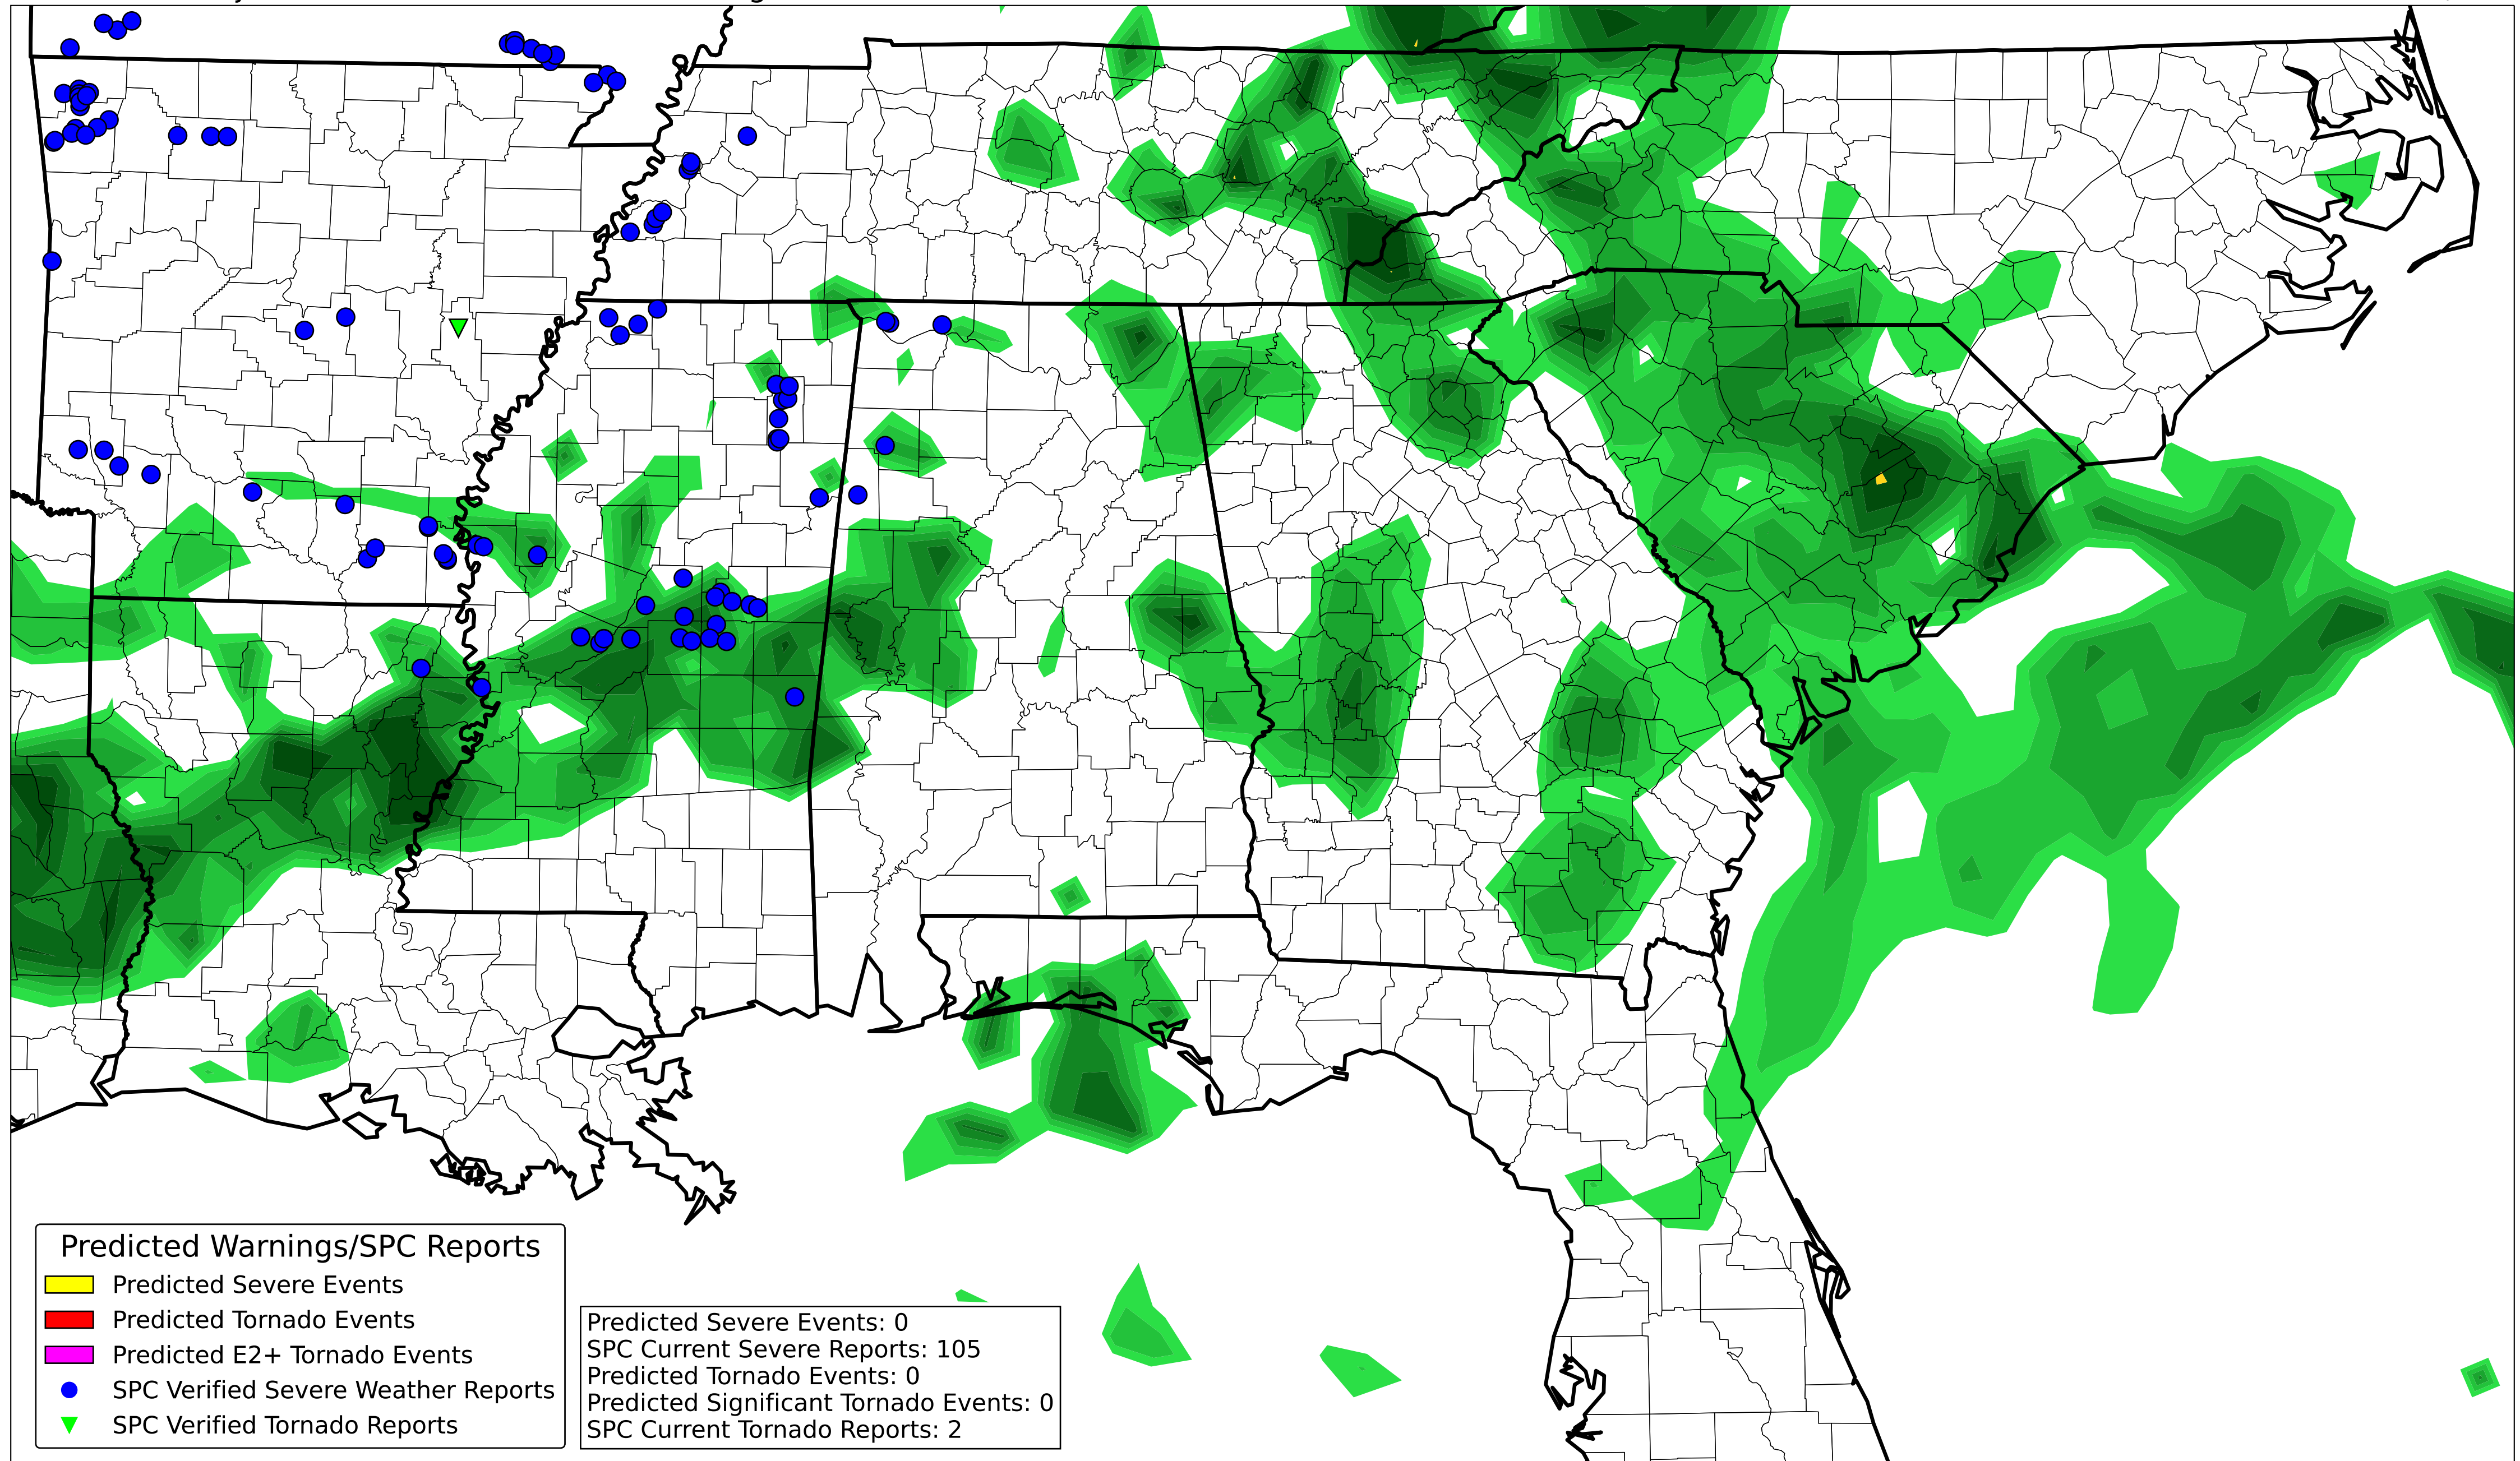 Predicted Warnings/SPC Reports
Predicted Severe Events
Predicted Tornado Events
Predicted E2+ Tornado Events
SPC Verified Severe Weather Reports
SPC Verified Tornado Reports
Predicted Severe Events: 0
SPC Current Severe Reports: 105
Predicted Tornado Events: 0
Predicted Significant Tornado Events: 0
SPC Current Tornado Reports: 2